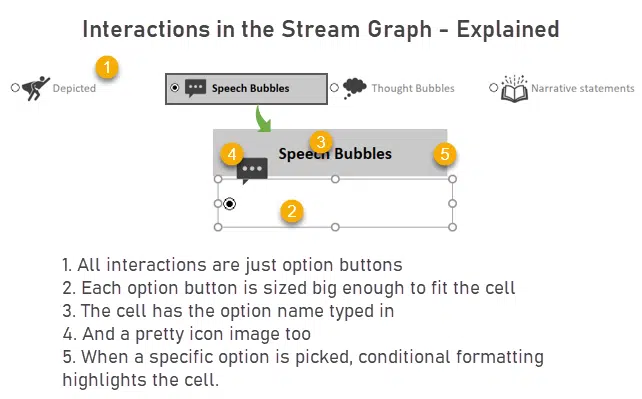 Interactions in the Stream Graph - Explained
1
Depicted
Speech Bubbles
Thought Bubbles
Narrative statements
3
4
Speech Bubbles
5
2
1. All interactions are just option buttons
2. Each option button is sized big enough to fit the cell
3. The cell has the option name typed in
4. And a pretty icon image too
5. When a specific option is picked, conditional formatting
highlights the cell.